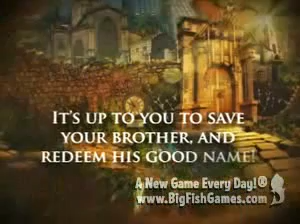 IT'S UP TO YOU TO SAVE
YOUR BROTHER, AND
REDEEM HIS GOOD NAME!
A New Game Every Day!®
www.BigFishGames.com